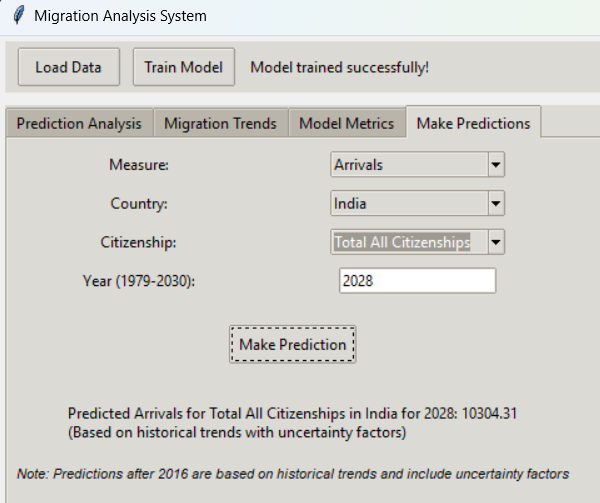 Migration Analysis System
Load Data Train Model Model trained successfully!
Prediction Analysis Migration Trends Model Metrics Make Predictions
Measure: Arrivals
Country: India
Citizenship: Total All Citizenships
Year (1979-2030): 2028
Make Prediction
Predicted Arrivals for Total All Citizenships in India for 2028: 10304.31
(Based on historical trends with uncertainty factors)
Note: Predictions after 2016 are based on historical trends and include uncertainty factors